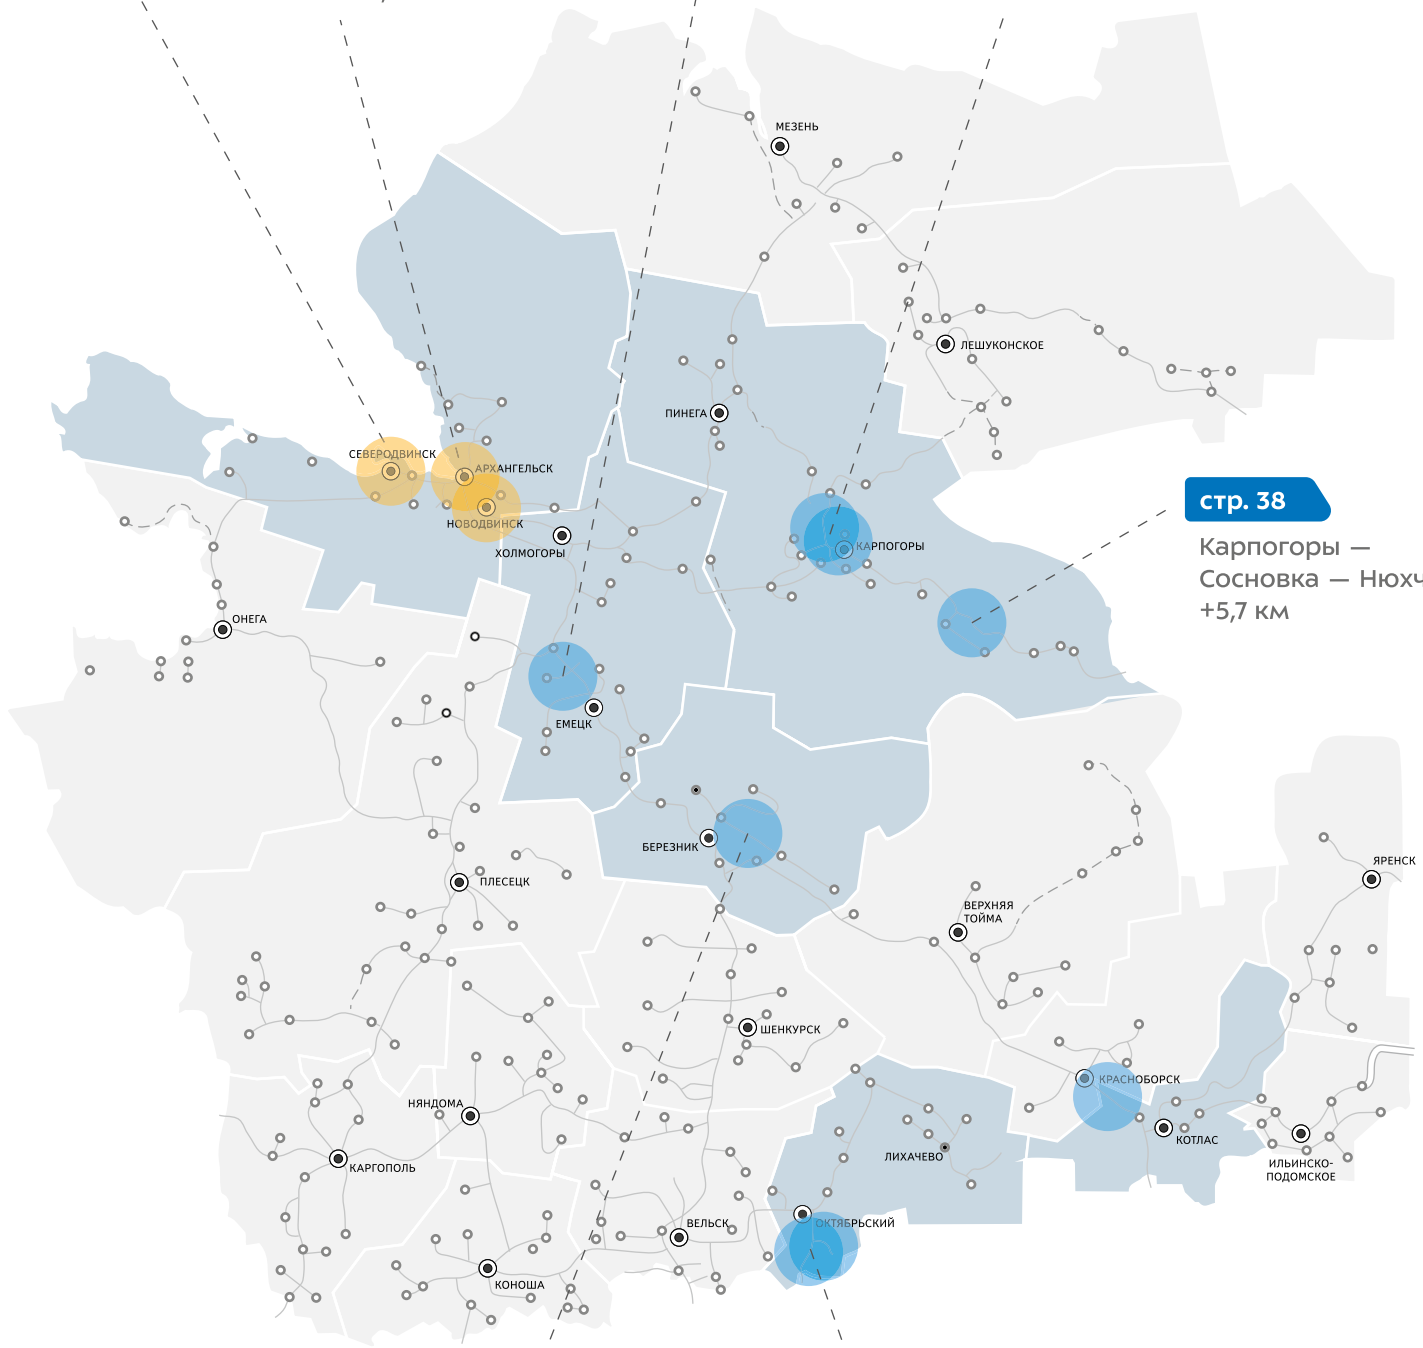 МЕЗЕНЬ
ЛЕШУКОНСКОЕ
ПИНЕГА
СЕВЕРОДВИНСК
АРХАНГЕЛЬСК
НОВОДВИНСК
ХОЛМОГОРЫ
КАРПОГОРЫ
стр. 38
Карпогоры —
Сосновка — Нюхч
+5,7 км
ОНЕГА
ЕМЕЦК
БЕРЕЗНИК
ПЛЕСЕЦК
ВЕРХНЯЯ
ТОЙМА
ЯРЕНСК
ШЕНКУРСК
КРАСНОБОРСК
НЯНДОМА
КОТЛАС
ЛИХАЧЕВО
КАРГОПОЛЬ
ИЛЬИНСКО-
ПОДОМСКОЕ
ВЕЛЬСК
ОКТЯБРЬСКИЙ
КОНОША